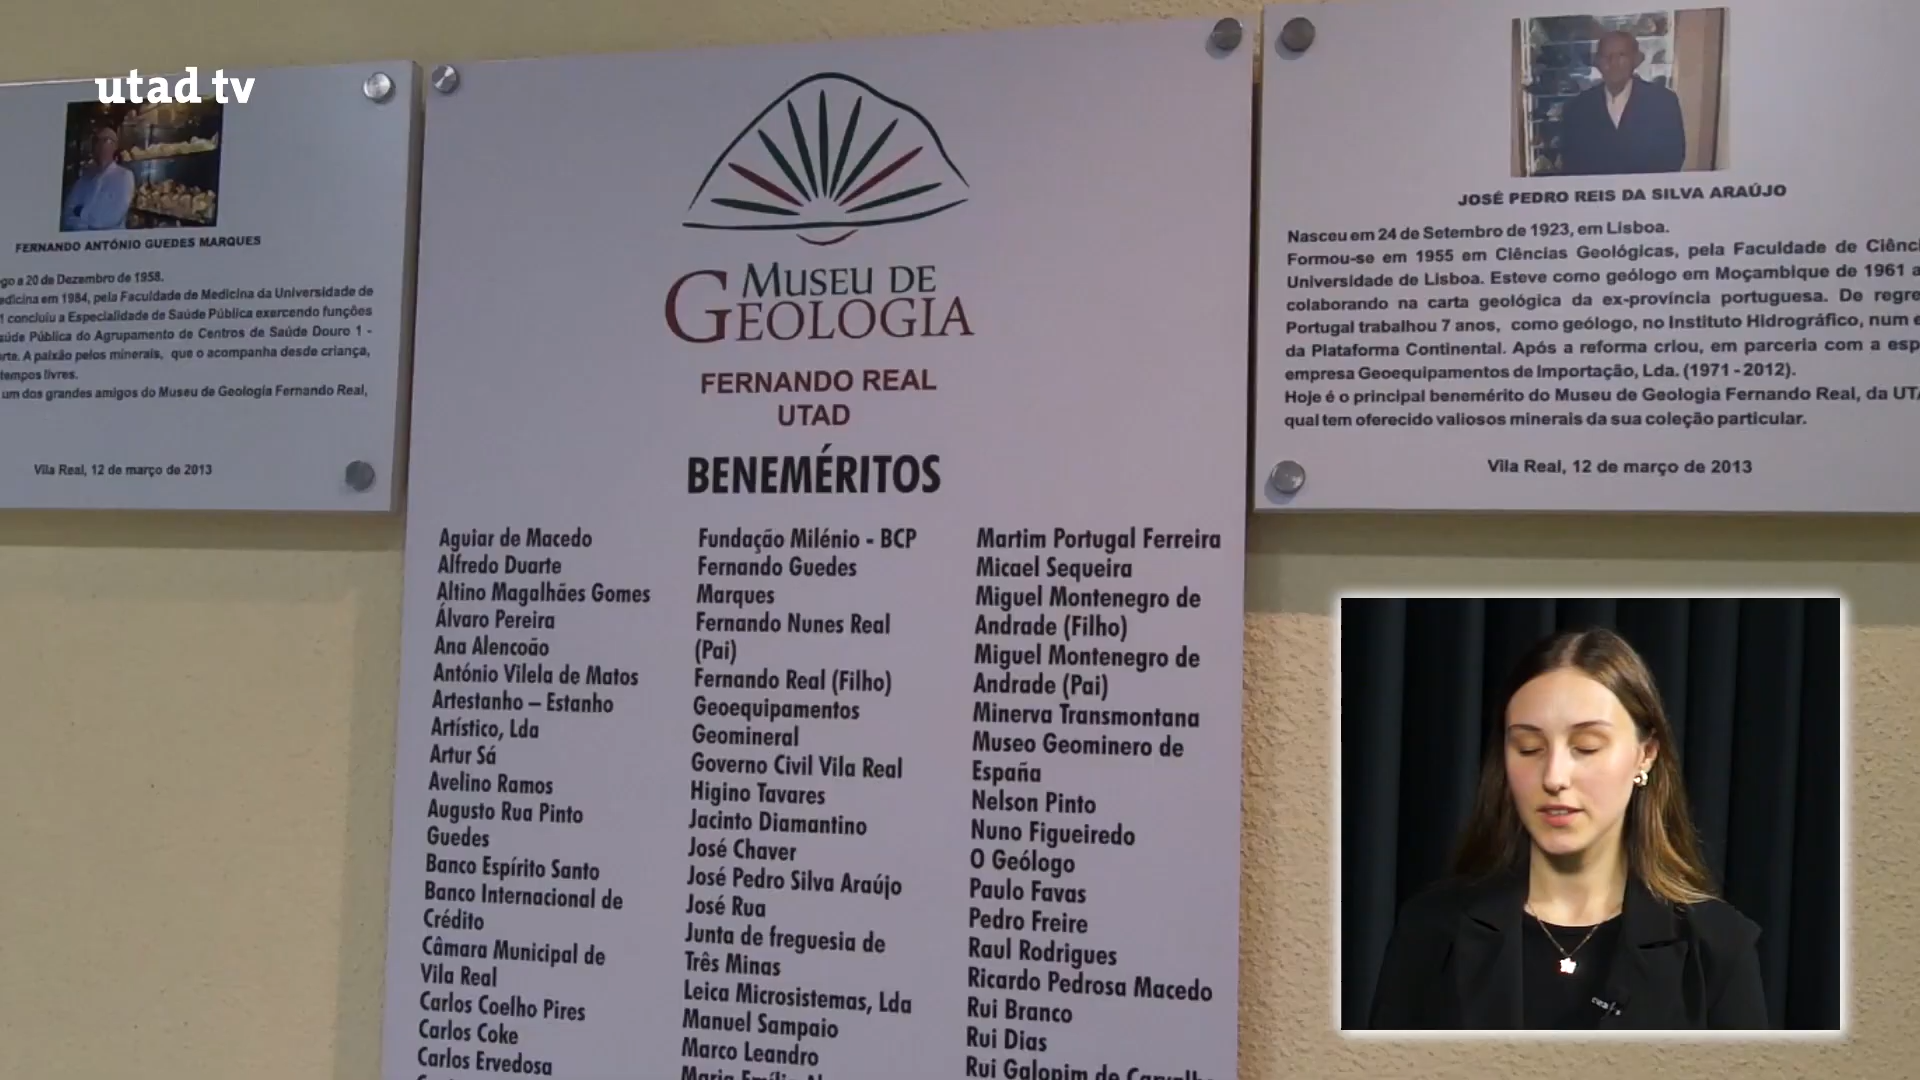 utad tv
FERNANDO ANTÓNIO GUEDES MARQUES
go a 20 de Dezembro de 1958.
edicina em 1984, pela Faculdade de Medicina da Universidade de
1 concluiu a Especialidade de Saúde Pública exercendo funções
aúde Pública do Agrupamento de Centros de Saúde Douro 1 -
rte. A paixão pelos minerais, que o acompanha desde criança,
tempos livres.
um dos grandes amigos do Museu de Geologia Fernando Real,
Vila Real, 12 de março de 2013
MUSEU DE
GEOLOGIA
FERNANDO REAL
UTAD
BENEMÉRITOS
Aguiar de Macedo
Alfredo Duarte
Altino Magalhães Gomes
Álvaro Pereira
Ana Alencoão
António Vilela de Matos
Artestanho – Estanho
Artístico, Lda
Artur Sá
Avelino Ramos
Augusto Rua Pinto
Guedes
Banco Espírito Santo
Banco Internacional de
Crédito
Câmara Municipal de
Vila Real
Carlos Coelho Pires
Carlos Coke
Carlos Ervedosa
Fundação Milénio - BCP
Fernando Guedes
Marques
Fernando Nunes Real
(Pai)
Fernando Real (Filho)
Geoequipamentos
Geomineral
Governo Civil Vila Real
Higino Tavares
Jacinto Diamantino
José Chaver
José Pedro Silva Araújo
José Rua
Junta de freguesia de
Três Minas
Leica Microsistemas, Lda
Manuel Sampaio
Marco Leandro
Maria Emília
Martim Portugal Ferreira
Micael Sequeira
Miguel Montenegro de
Andrade (Filho)
Miguel Montenegro de
Andrade (Pai)
Minerva Transmontana
Museo Geominero de
España
Nelson Pinto
Nuno Figueiredo
O Geólogo
Paulo Favas
Pedro Freire
Raul Rodrigues
Ricardo Pedrosa Macedo
Rui Branco
Rui Dias
Rui Galopim de Carvalho
JOSÉ PEDRO REIS DA SILVA ARAÚJO
Nasceu em 24 de Setembro de 1923, em Lisboa.
Formou-se em 1955 em Ciências Geológicas, pela Faculdade de Ciênci
Universidade de Lisboa. Esteve como geólogo em Moçambique de 1961 a
colaborando na carta geológica da ex-província portuguesa. De regre
Portugal trabalhou 7 anos, como geólogo, no Instituto Hidrográfico, num e
da Plataforma Continental. Após a reforma criou, em parceria com a esp
empresa Geoequipamentos de Importação, Lda. (1971 - 2012).
Hoje é o principal benemérito do Museu de Geologia Fernando Real, da UTA
qual tem oferecido valiosos minerais da sua coleção particular.
Vila Real, 12 de março de 2013